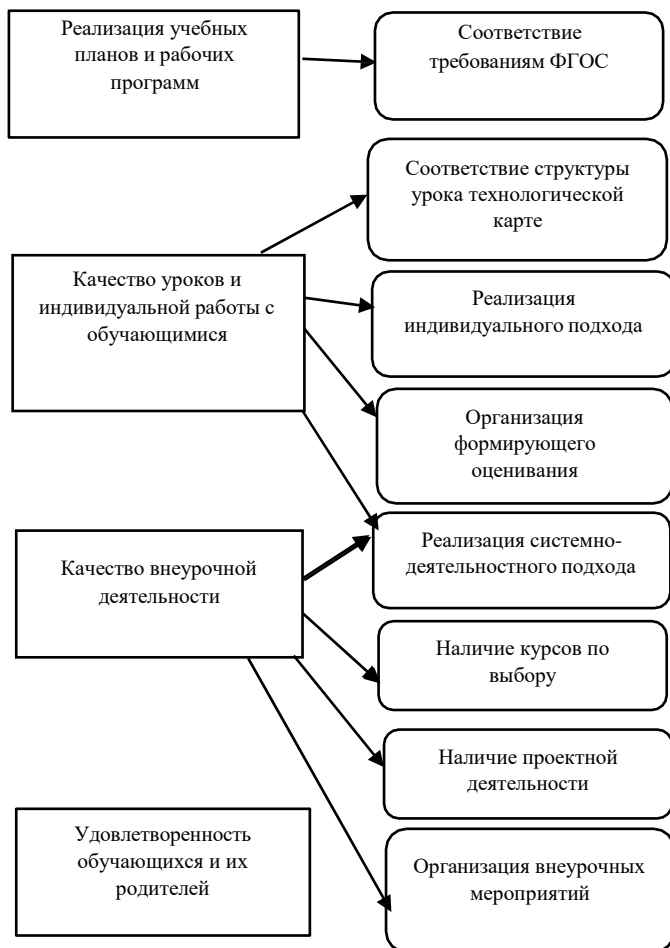 Реализация учебных
планов и рабочих
программ
Соответствие
требованиям ФГОС
Соответствие структуры
урока технологической
карте
Качество уроков и
индивидуальной работы с
обучающимися
Реализация
индивидуального подхода
Организация
формирующего
оценивания
Качество внеурочной
деятельности
Реализация системно-
деятельностного подхода
Наличие курсов по
выбору
Наличие проектной
деятельности
Удовлетворенность
обучающихся и их
родителей
Организация внеурочных
мероприятий